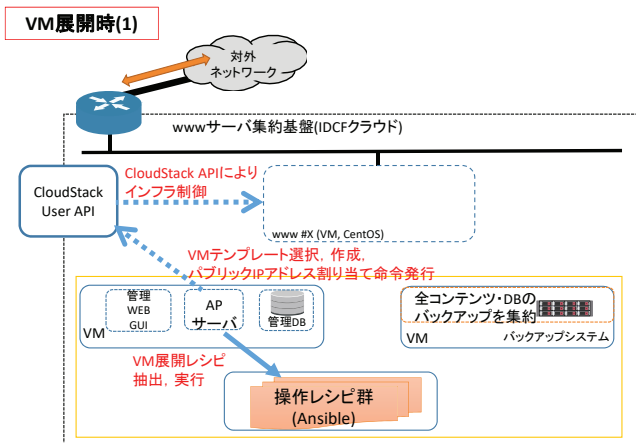 VM展開時(1)
対外
ネットワーク
wwwサーバ集約基盤(IDCFクラウド)
CloudStack
User API
CloudStack APIにより
インフラ制御
www #X (VM, CentOS)
VMテンプレート選択，作成，
パブリックIPアドレス割り当て命令発行
管理
WEB
GUI
AP
サーバ
管理DB
VM
全コンテンツ・DBの
バックアップを集約
VM
バックアップシステム
VM展開レシピ
抽出，実行
操作レシピ群
(Ansible)